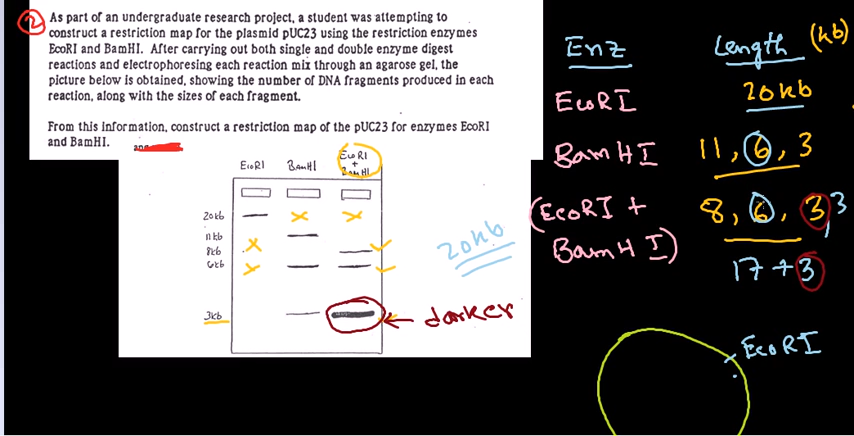 ② As part of an undergraduate research project, a student was attempting to
construct a restriction map for the plasmid pUC23 using the restriction enzymes
EcoRI and BamHI. After carrying out both single and double enzyme digest
reactions and electrophoresing each reaction mix through an agarose gel, the
picture below is obtained, showing the number of DNA fragments produced in each
reaction, along with the sizes of each fragment.
From this information, construct a restriction map of the pUC23 for enzymes EcoRI
and BamHI.
EcoRI BamHI EcoRI
+
BamHI
20kb
11kb
8kb
6kb
3kb
20kb
← darker
Enz Length (kb)
EcoRI 20kb
BamHI 11, 6, 3
(EcoRI + 8, 6, 3, 3
BamHI)
17+3
EcoRI